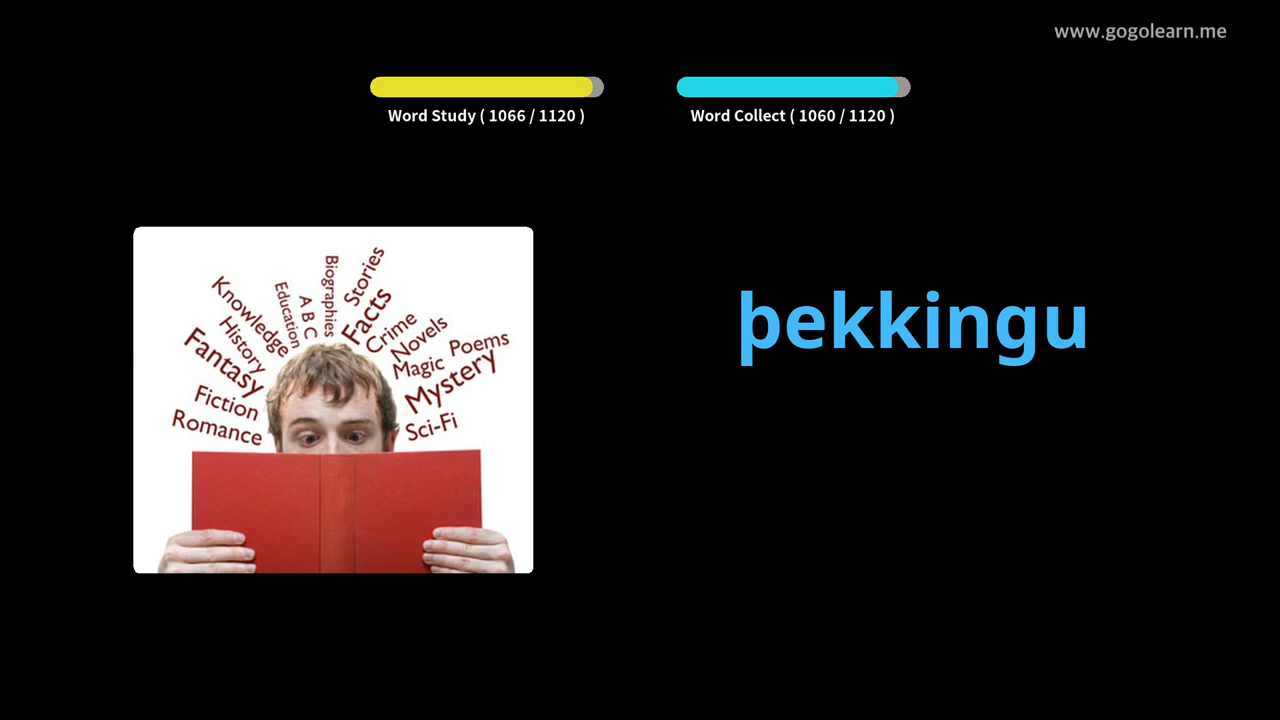 www.gogolearn.me
Word Study ( 1066 / 1120 )
Word Collect ( 1060 / 1120 )
þekkingu
Knowledge
History
Fantasy
Fiction
Romance
Education
A B C
Biographies
Stories
Facts
Crime
Novels
Magic
Poems
Mystery
Sci-Fi